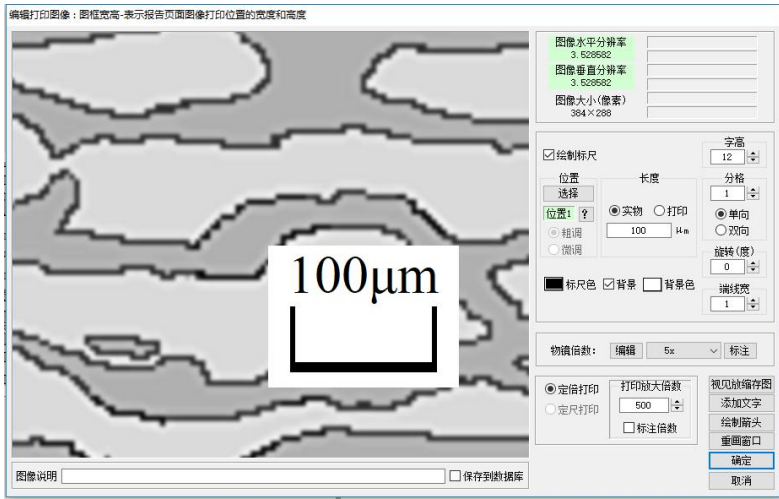 编辑打印图像：图框宽高-表示报告页面图像打印位置的宽度和高度
100μm
图像说明
保存到数据库
图像水平分辨率
3.528582
图像垂直分辨率
3.528582
图像大小(像素)
384×288
绘制标尺
字高
12
位置
选择
位置1 ?
粗调
微调
长度
实物 打印
100 μm
分格
1
单向
双向
旋转(度)
0
标尺色 背景 背景色
端线宽
1
物镜倍数： 编辑 5x 标注
定倍打印
定尺打印
打印放大倍数
500
标注倍数
视见放缩存图
添加文字
绘制箭头
重画窗口
确定
取消